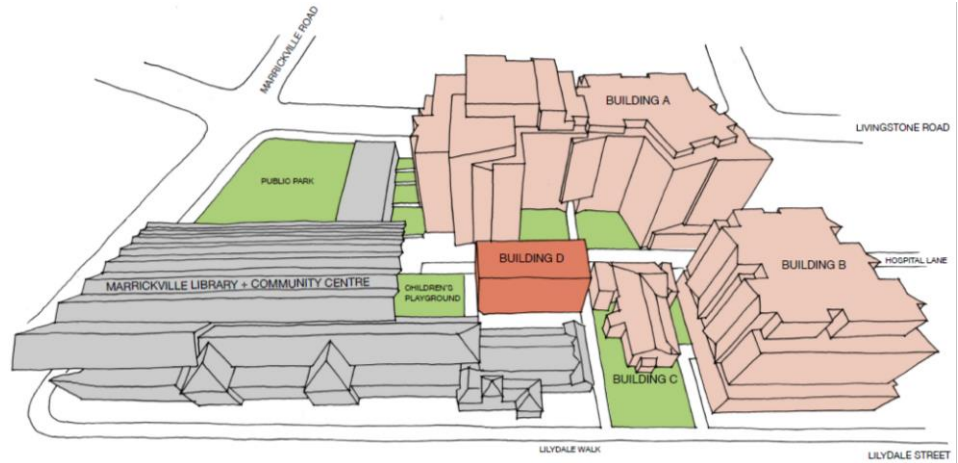 MARRICKVILLE ROAD
BUILDING A
LIVINGSTONE ROAD
PUBLIC PARK
BUILDING D
BUILDING B
HOSPITAL LANE
MARRICKVILLE LIBRARY + COMMUNITY CENTRE
CHILDREN'S
PLAYGROUND
BUILDING C
LILYDALE WALK
LILYDALE STREET